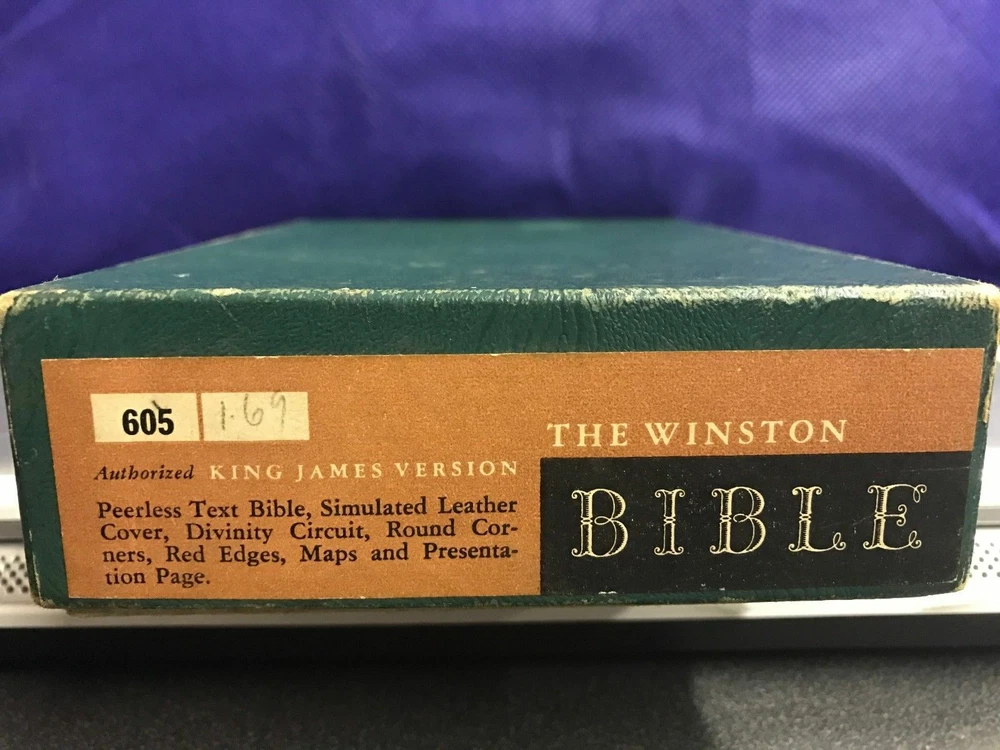 605 1.69
Authorized KING JAMES VERSION
Peerless Text Bible, Simulated Leather
Cover, Divinity Circuit, Round Cor-
ners, Red Edges, Maps and Presenta-
tion Page.
THE WINSTON
BIBLE